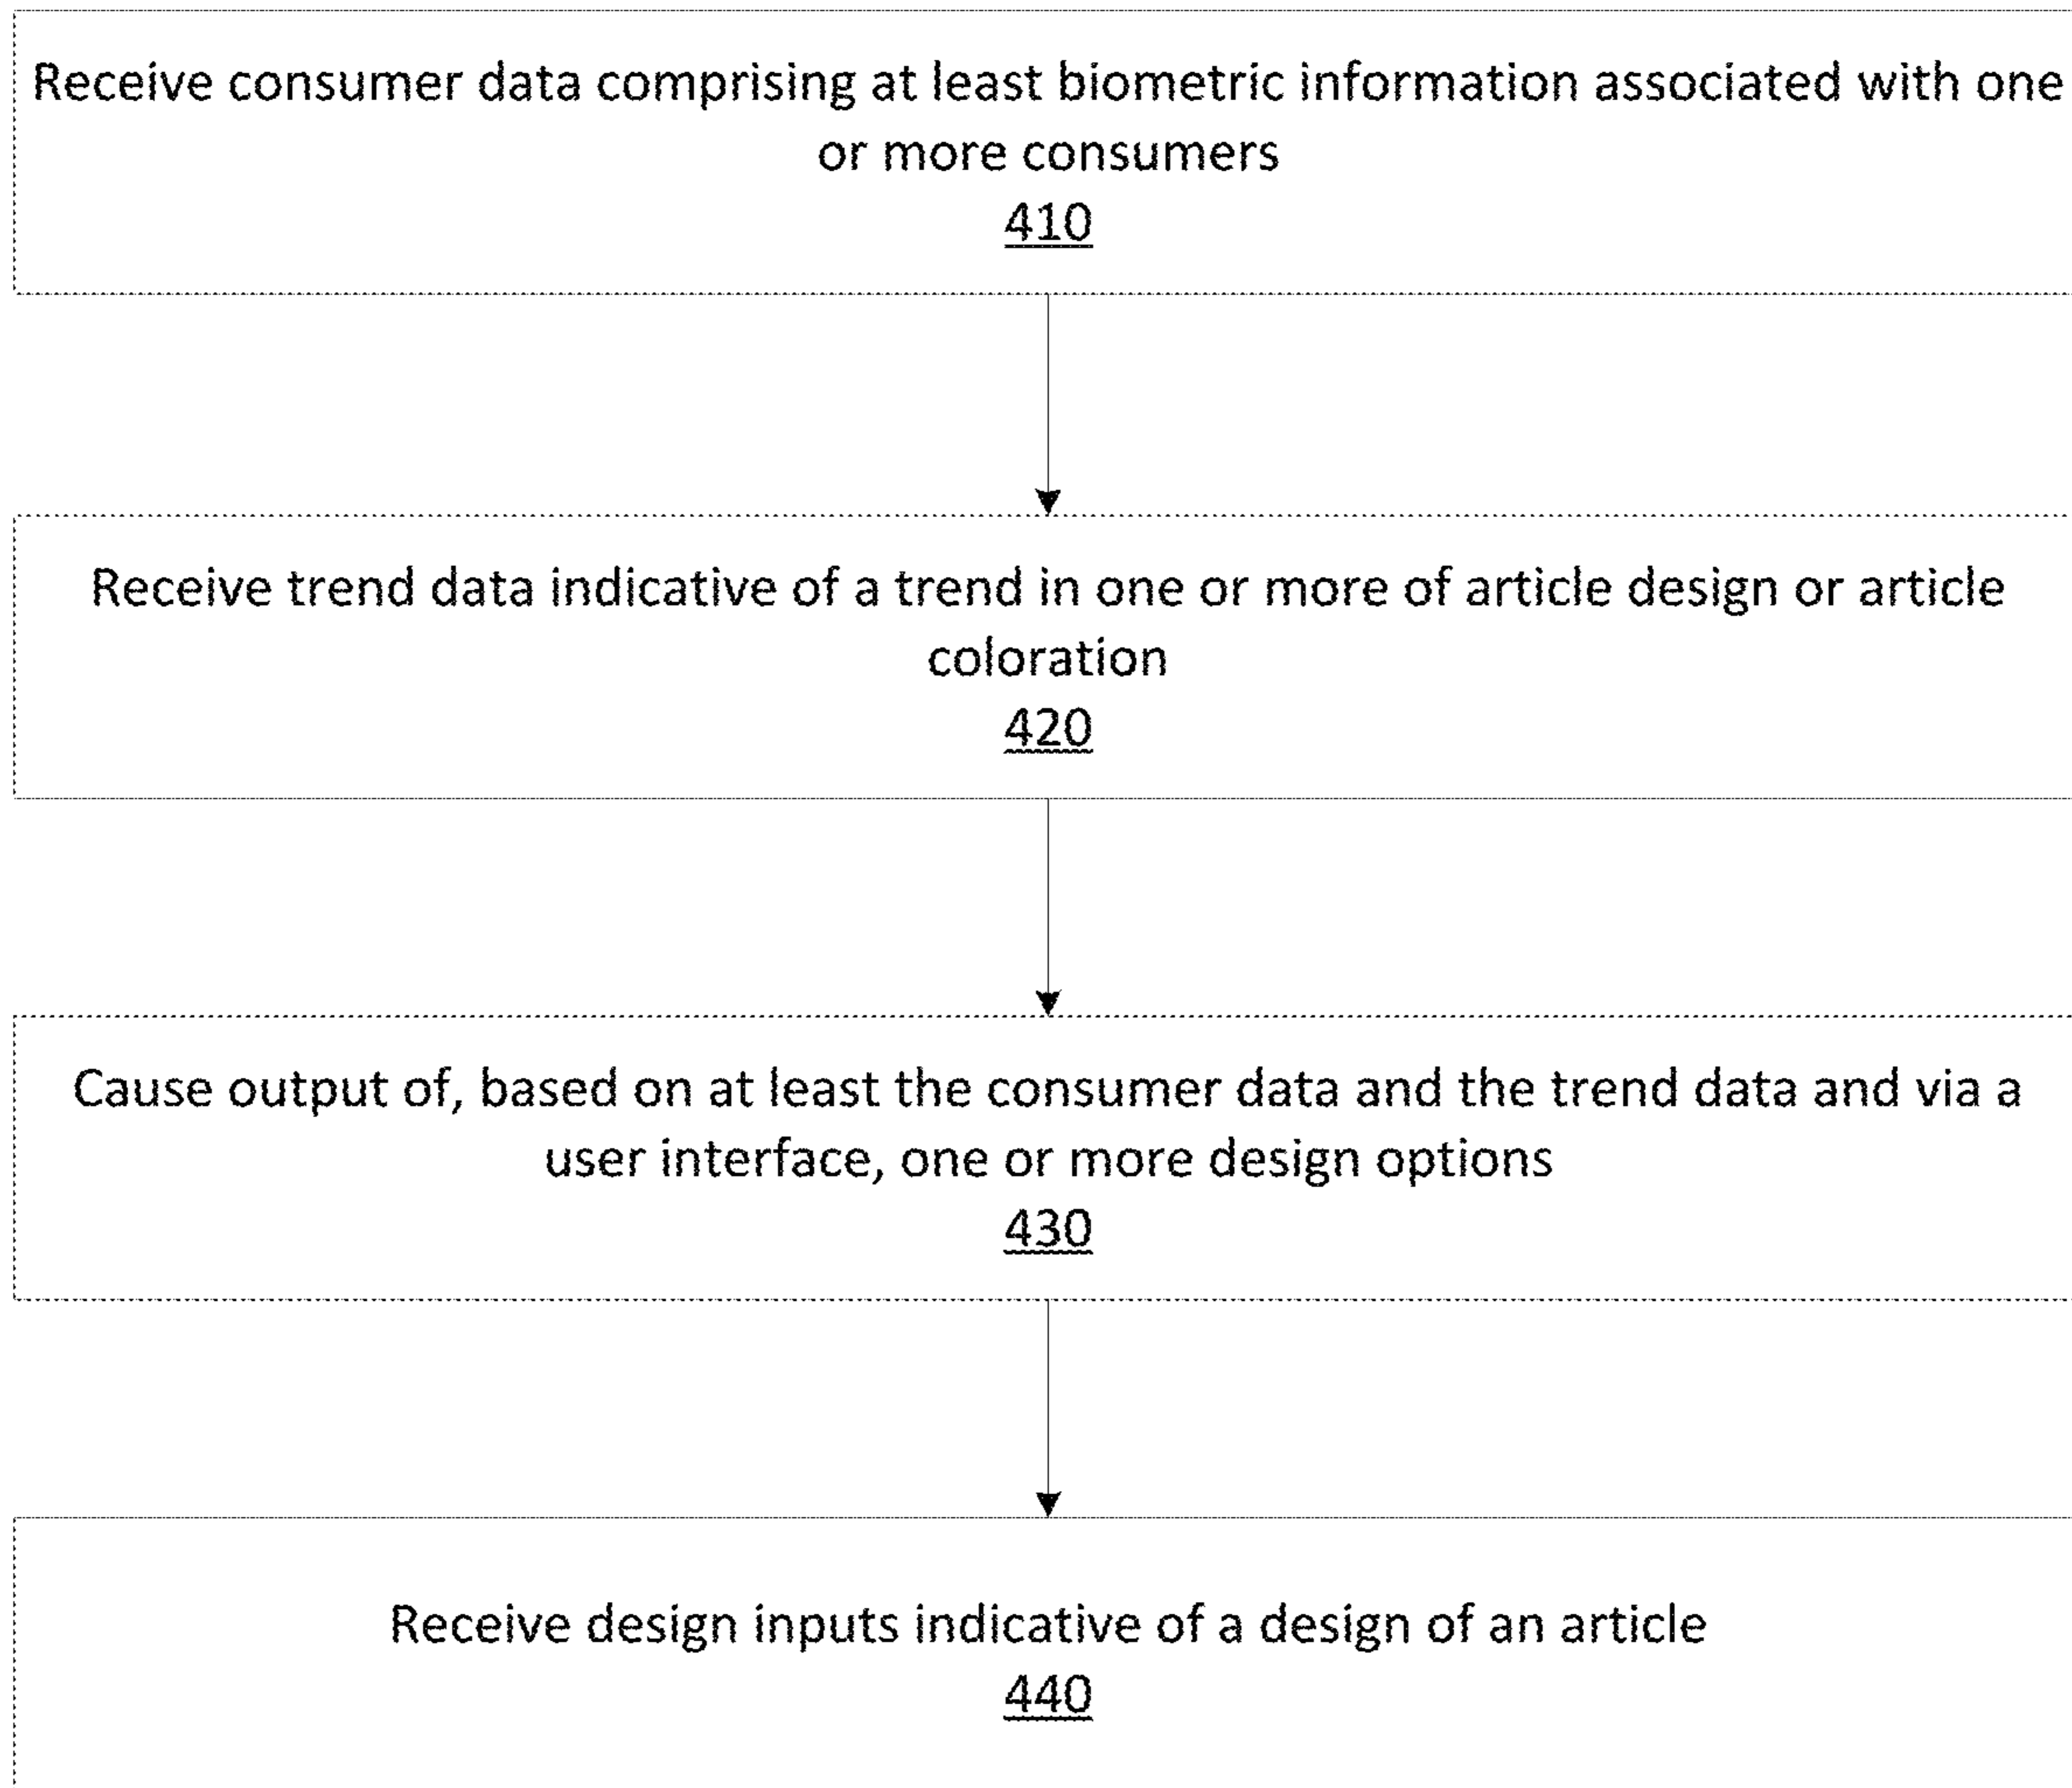 Receive consumer data comprising at least biometric information associated with one
or more consumers
410
Receive trend data indicative of a trend in one or more of article design or article
coloration
420
Cause output of, based on at least the consumer data and the trend data and via a
user interface, one or more design options
430
Receive design inputs indicative of a design of an article
440